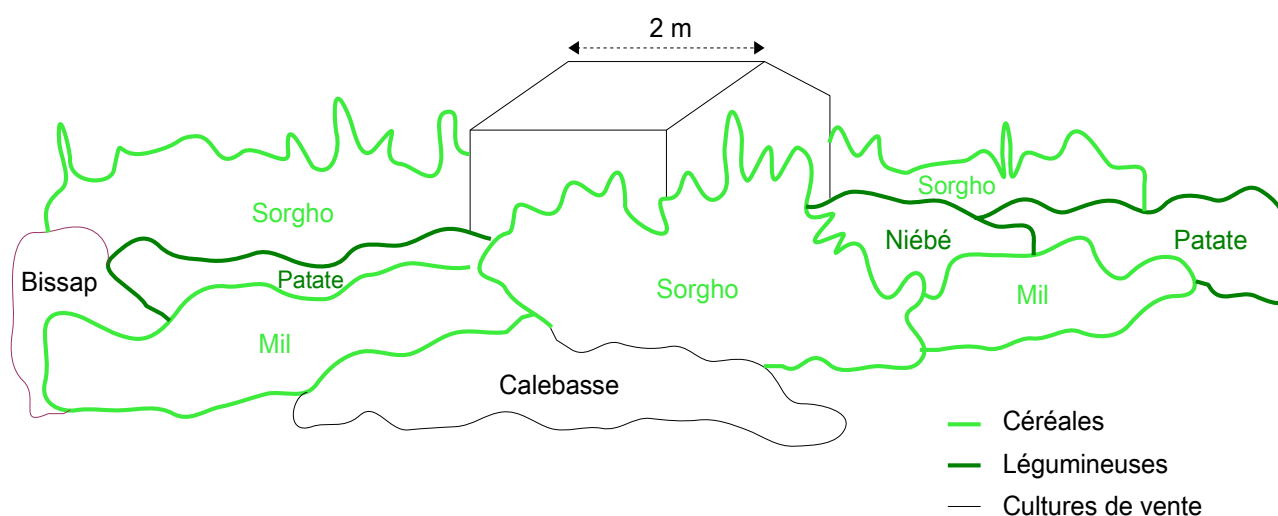 2 m
Sorgho
Sorgho
Niébé
Patate
Bissap
Patate
Sorgho
Mil
Mil
Calebasse
Céréales
Légumineuses
Cultures de vente